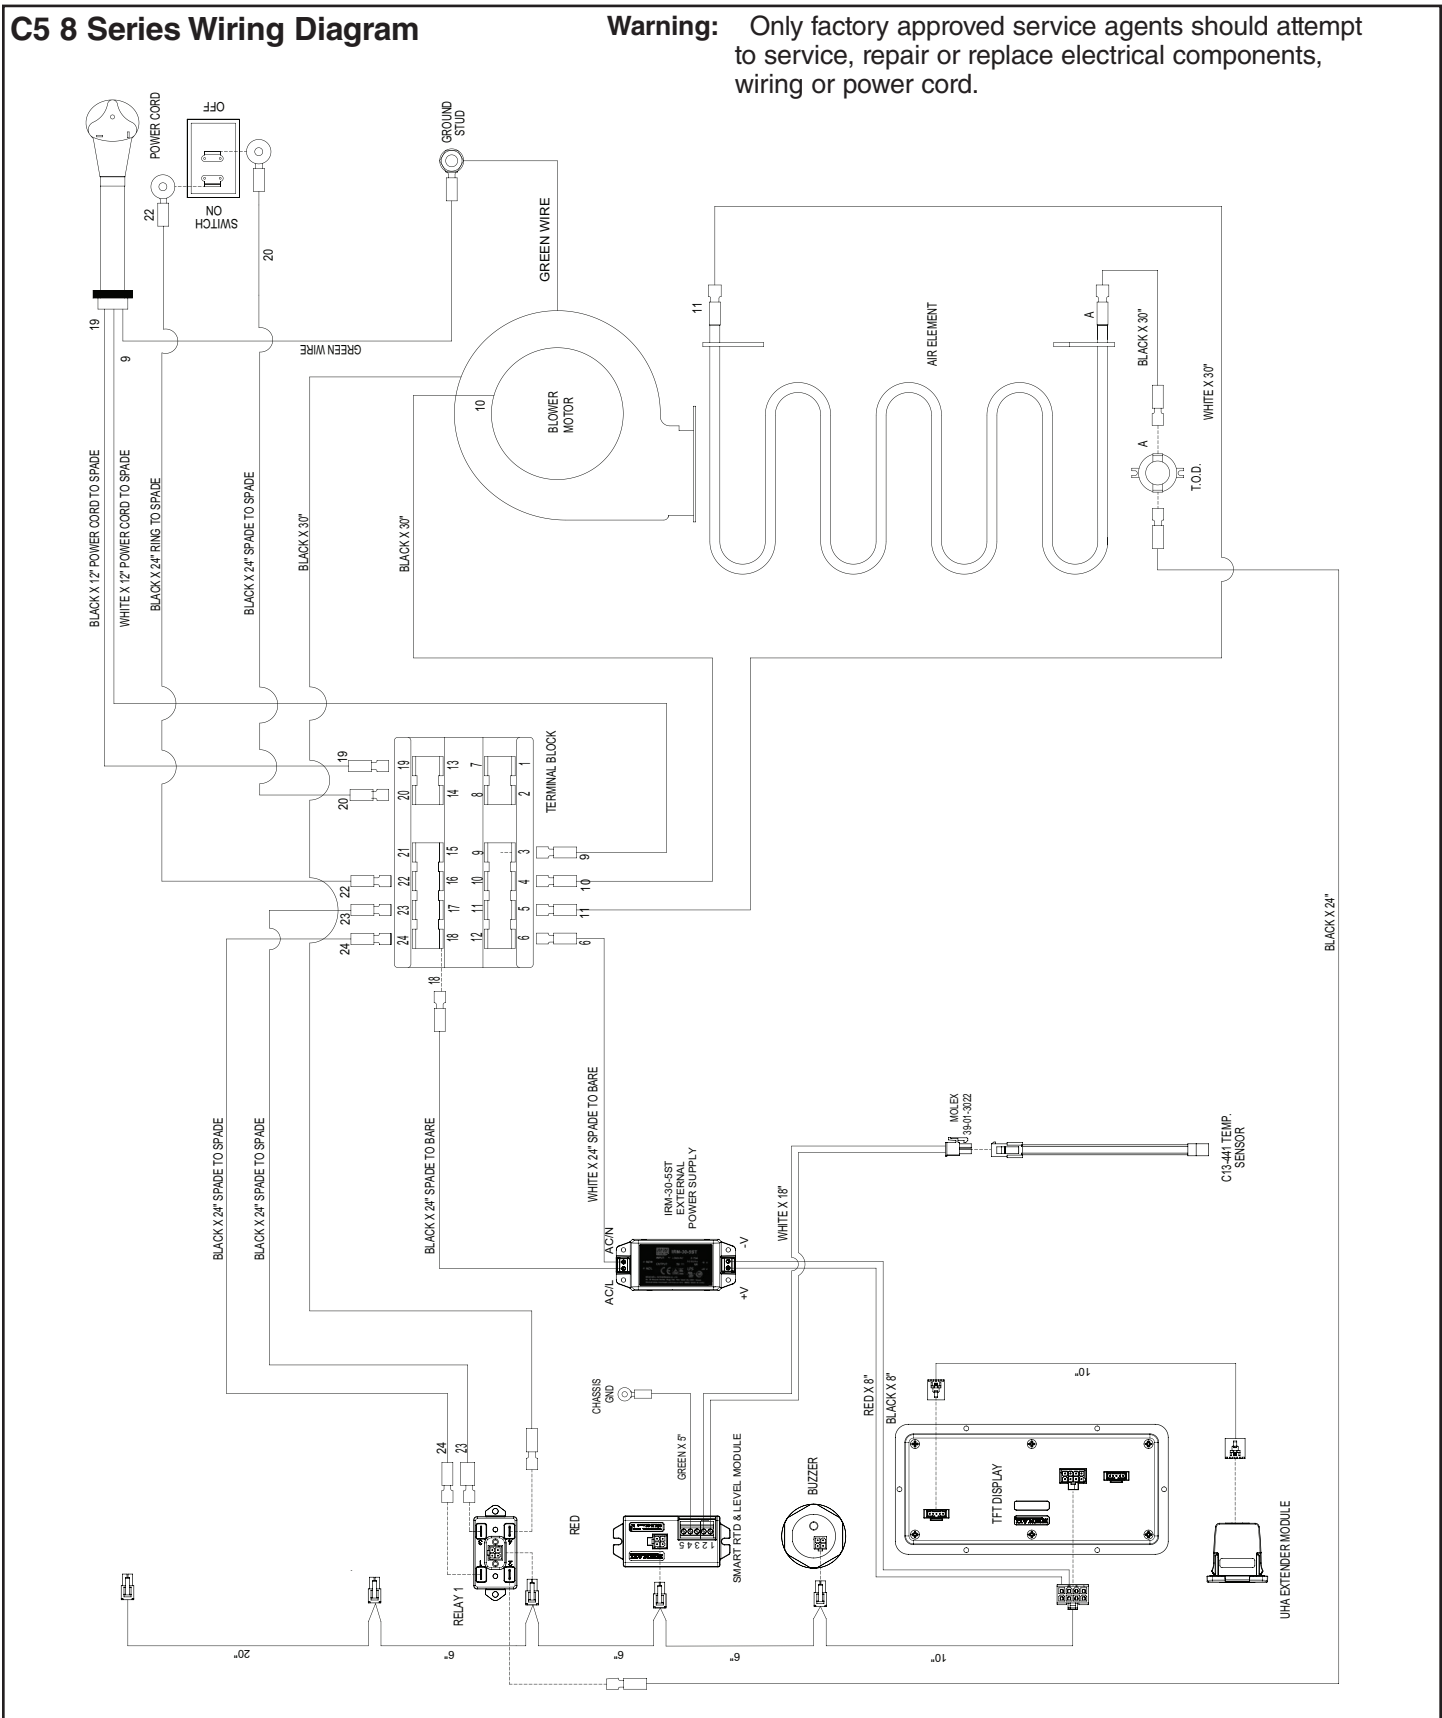 C5 8 Series Wiring Diagram
Warning: Only factory approved service agents should attempt
to service, repair or replace electrical components,
wiring or power cord.
POWER CORD
OFF
SWITCH
ON
22
20
GROUND
STUD
GREEN WIRE
19
9
GREEN WIRE
10
BLOWER
MOTOR
11
AIR ELEMENT
A
BLACK X 30"
WHITE X 30"
A
T.O.D.
BLACK X 12" POWER CORD TO SPADE
WHITE X 12" POWER CORD TO SPADE
BLACK X 24" RING TO SPADE
BLACK X 24" SPADE TO SPADE
BLACK X 30"
BLACK X 30"
TERMINAL BLOCK
19
20
22
23
24
19
20
21
22
23
24
13
14
15
16
17
18
7
8
9
10
11
12
1
2
3
4
5
6
9
10
11
6
18
BLACK X 24"
BLACK X 24" SPADE TO SPADE
BLACK X 24" SPADE TO SPADE
BLACK X 24" SPADE TO BARE
WHITE X 24" SPADE TO BARE
IRM-30-5ST
EXTERNAL
POWER SUPPLY
AC/N
AC/L
-V
+V
IRM-30-5ST
WHITE X 18"
MOLEX
39-01-3022
C13-441 TEMP.
SENSOR
CHASSIS
GND
GREEN X 5"
SMART RTD & LEVEL MODULE
1 2 3 4 5
RED
24
23
RELAY 1
BUZZER
RED X 8"
BLACK X 8"
TFT DISPLAY
10"
UHA EXTENDER MODULE
20"
6"
6"
6"
10"